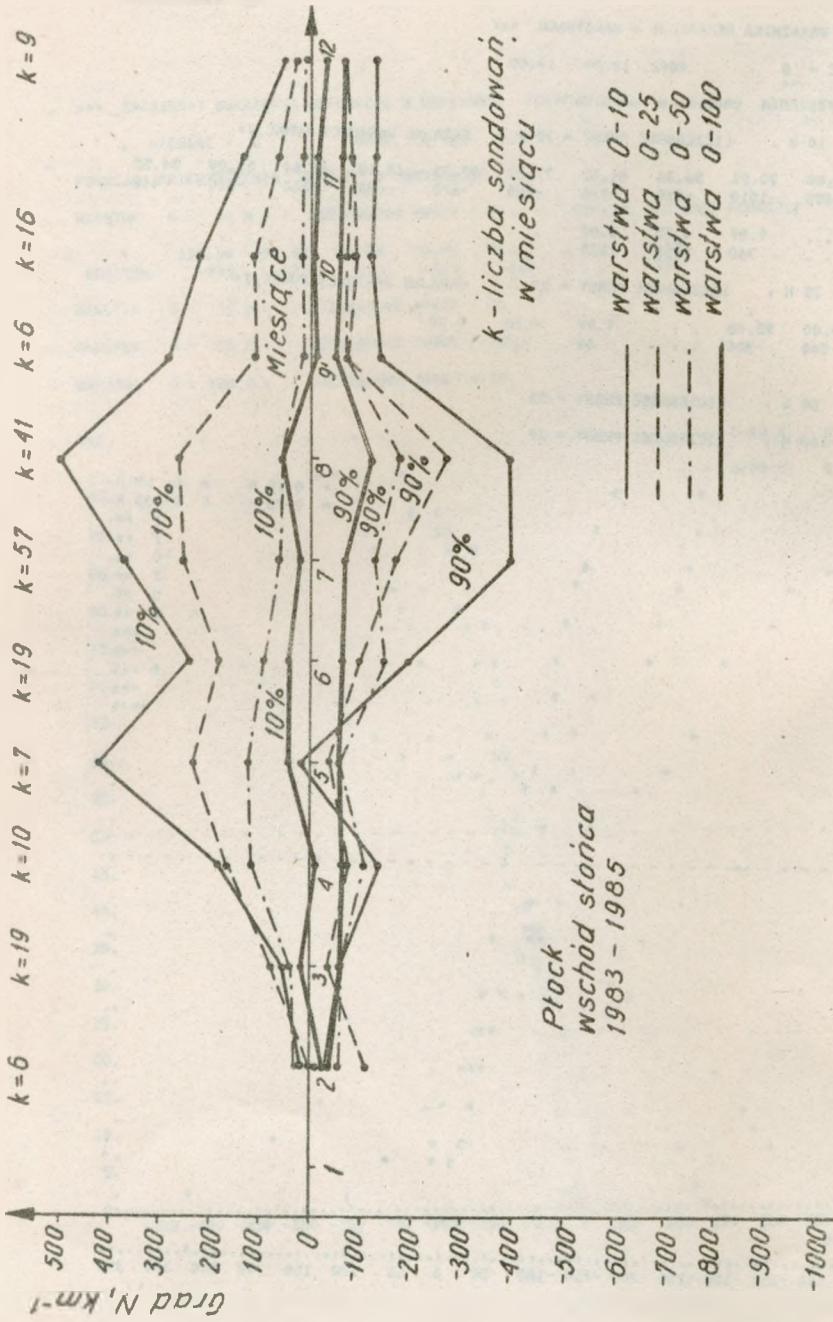 k=6 k=19 k=10 k=7 k=19 k=57 k=41 k=6 k=16 k=9
Grad N, km⁻¹
500
400
300
200
100
0
-100
-200
-300
-400
-500
-600
-700
-800
-900
-1000
1 2 3 4 5 6 7 8 9 10 11 12
Miesiące
10%
10%
10%
10%
90%
90%
90%
90%
Płock
wschód słońca
1983 - 1985
k - liczba sondowań
w miesiącu
warstwa 0-10
warstwa 0-25
warstwa 0-50
warstwa 0-100